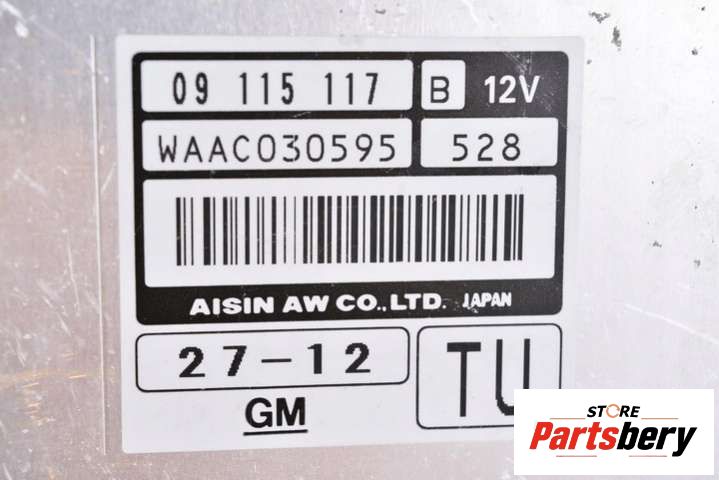 09 115 117 B 12V
WAAC030595 528
AISIN AW CO.,LTD. JAPAN
27-12 TU
GM
STORE
Partsbery